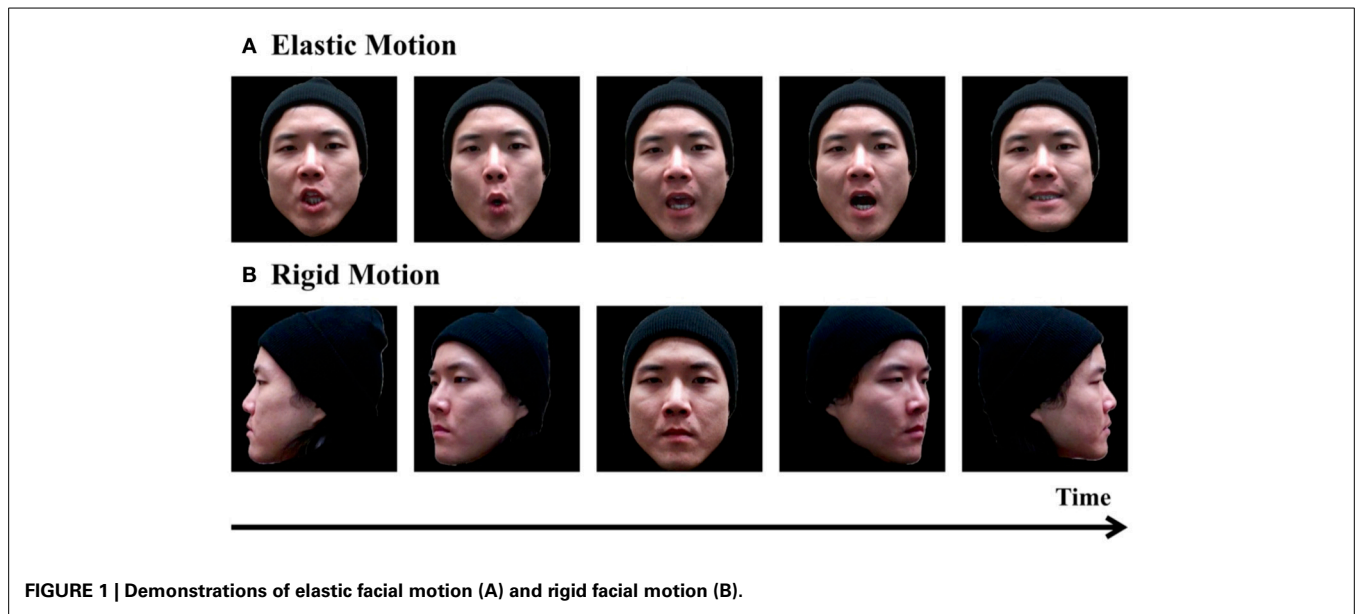 A Elastic Motion
B Rigid Motion
Time
FIGURE 1 | Demonstrations of elastic facial motion (A) and rigid facial motion (B).